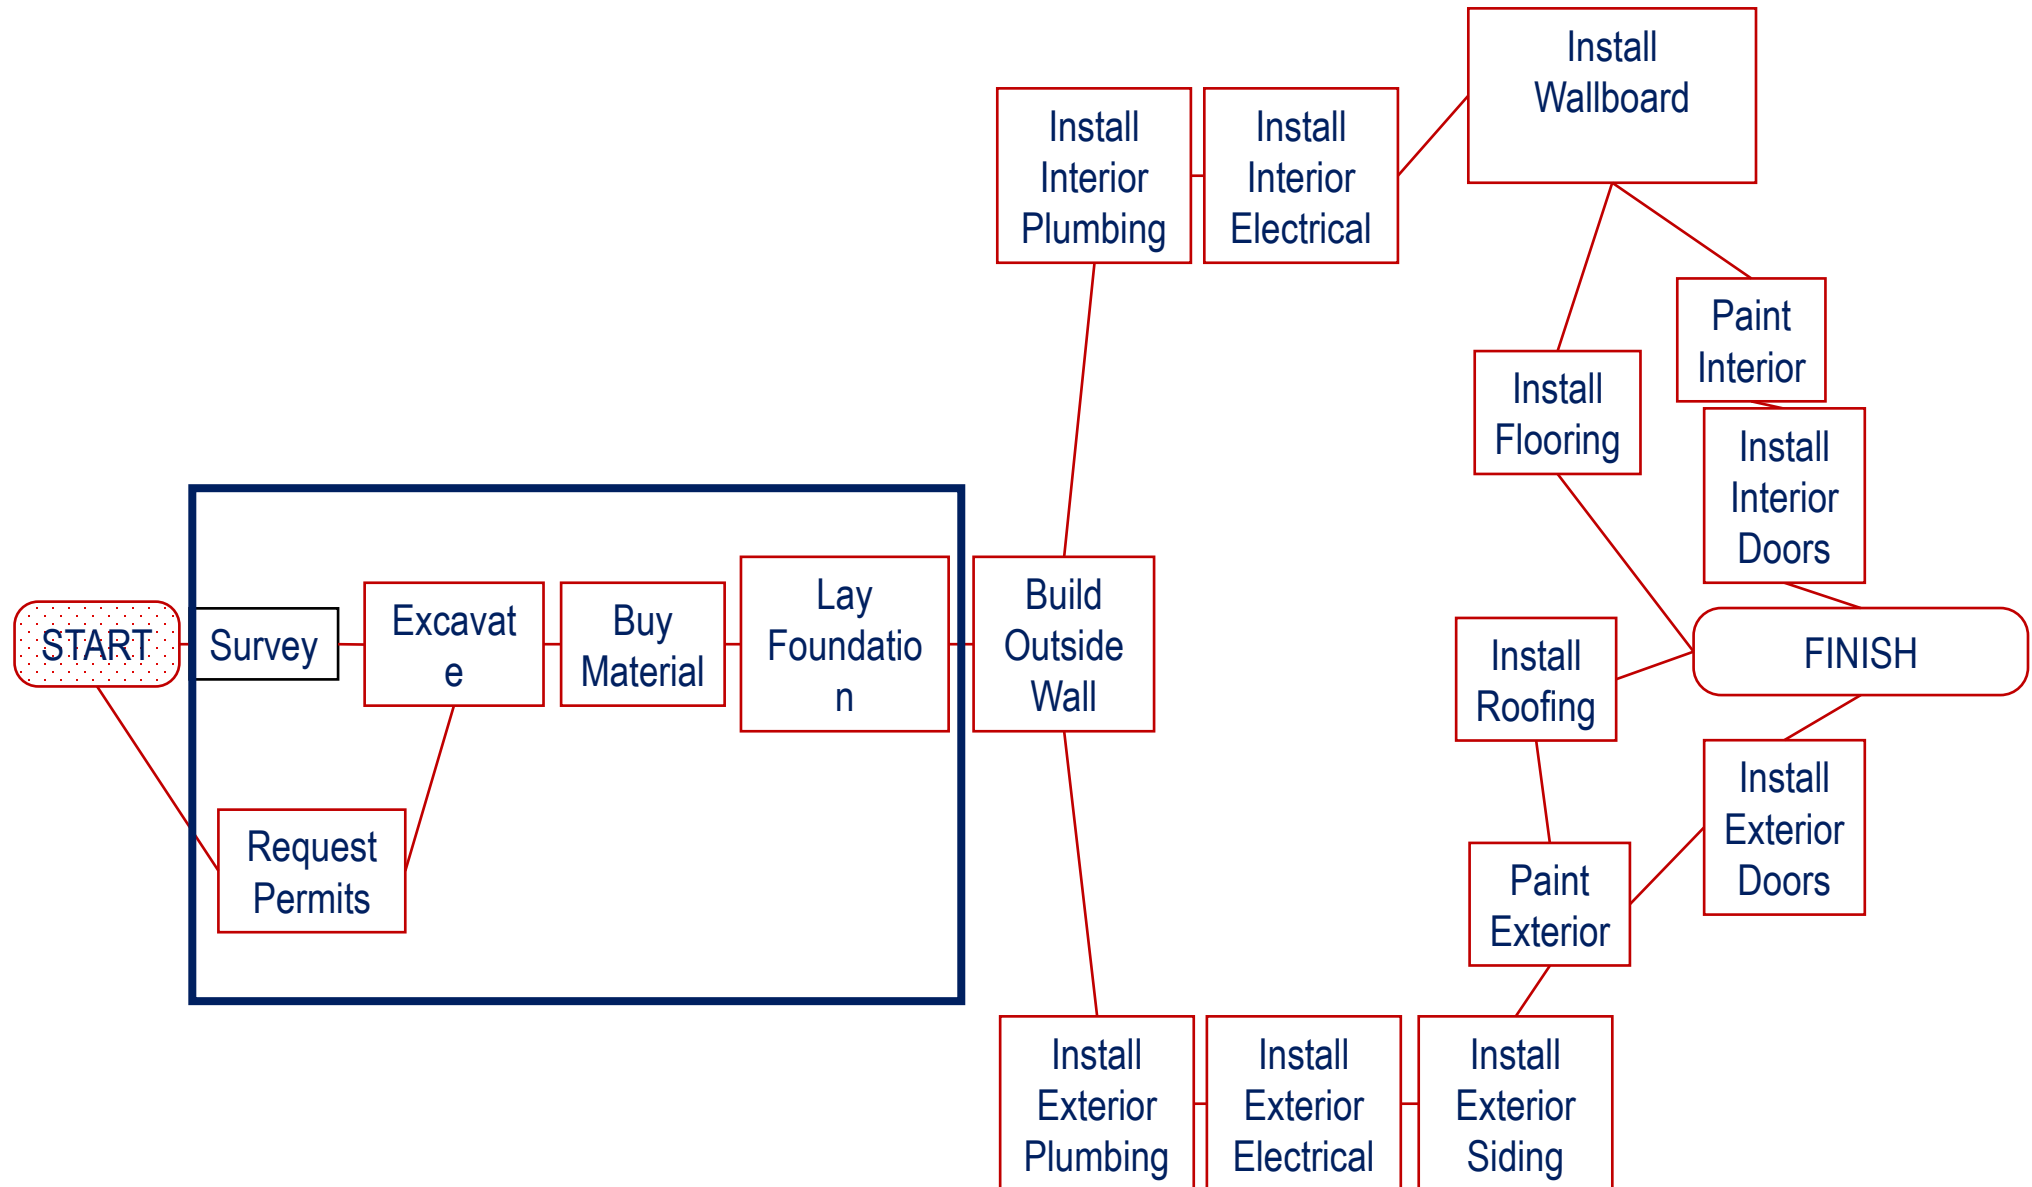 START
Survey
Excavat
e
Buy
Material
Lay
Foundatio
n
Request
Permits
Build
Outside
Wall
Install
Interior
Plumbing
Install
Interior
Electrical
Install
Wallboard
Install
Flooring
Paint
Interior
Install
Interior
Doors
Install
Exterior
Plumbing
Install
Exterior
Electrical
Install
Exterior
Siding
Paint
Exterior
Install
Roofing
Install
Exterior
Doors
FINISH